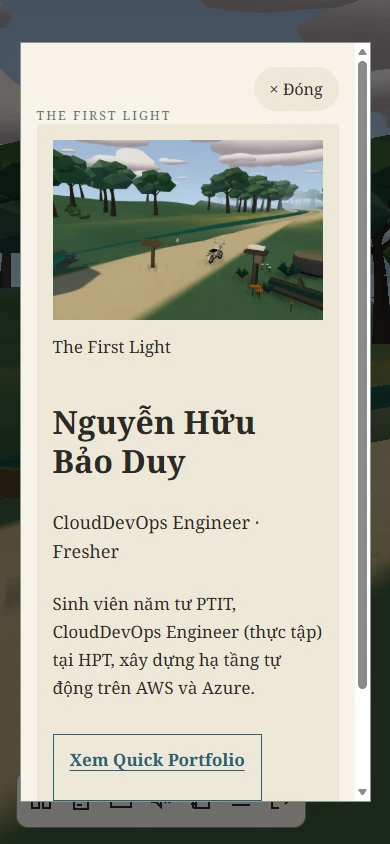 × Đóng
THE FIRST LIGHT
The First Light
Nguyễn Hữu
Bảo Duy
CloudDevOps Engineer ·
Fresher
Sinh viên năm tư PTIT,
CloudDevOps Engineer (thực tập)
tại HPT, xây dựng hạ tầng tự
động trên AWS và Azure.
Xem Quick Portfolio